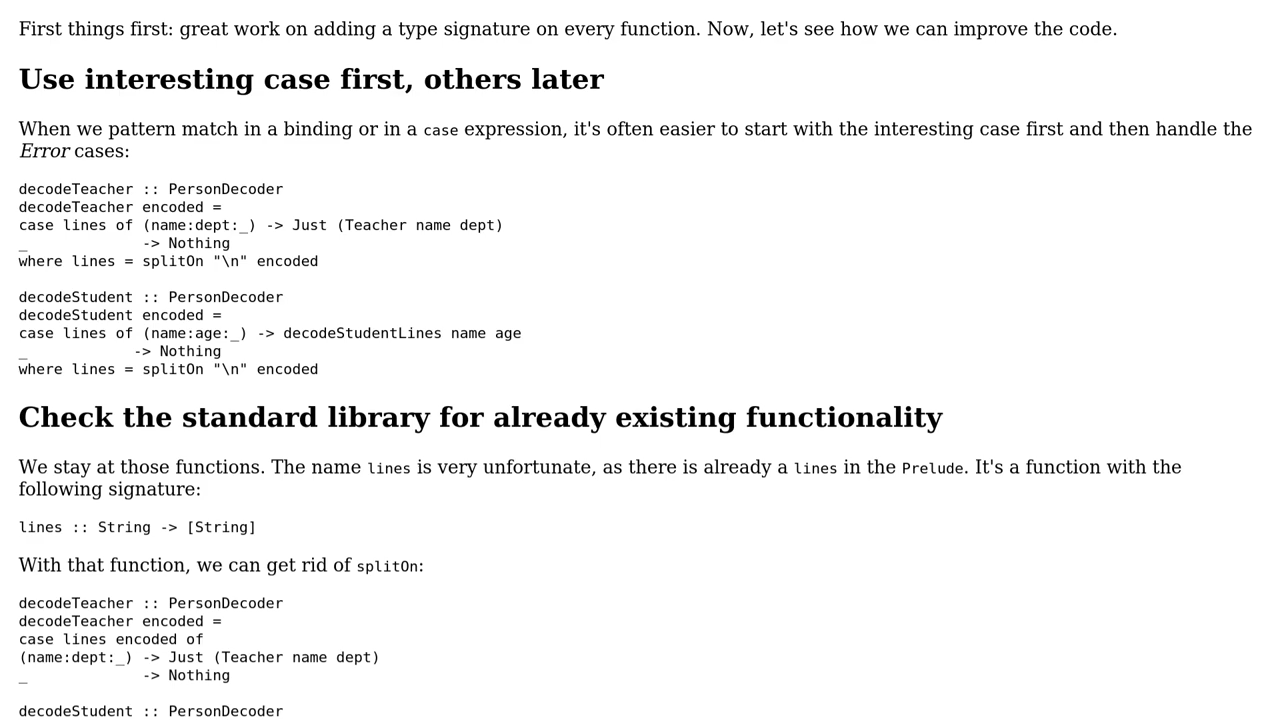 First things first: great work on adding a type signature on every function. Now, let's see how we can improve the code.
Use interesting case first, others later
When we pattern match in a binding or in a case expression, it's often easier to start with the interesting case first and then handle the
Error cases:
decodeTeacher :: PersonDecoder
decodeTeacher encoded =
case lines of (name:dept:_) -> Just (Teacher name dept)
_             -> Nothing
where lines = splitOn "\n" encoded
decodeStudent :: PersonDecoder
decodeStudent encoded =
case lines of (name:age:_) -> decodeStudentLines name age
_            -> Nothing
where lines = splitOn "\n" encoded
Check the standard library for already existing functionality
We stay at those functions. The name lines is very unfortunate, as there is already a lines in the Prelude. It's a function with the
following signature:
lines :: String -> [String]
With that function, we can get rid of splitOn:
decodeTeacher :: PersonDecoder
decodeTeacher encoded =
case lines encoded of
(name:dept:_) -> Just (Teacher name dept)
_             -> Nothing
decodeStudent :: PersonDecoder